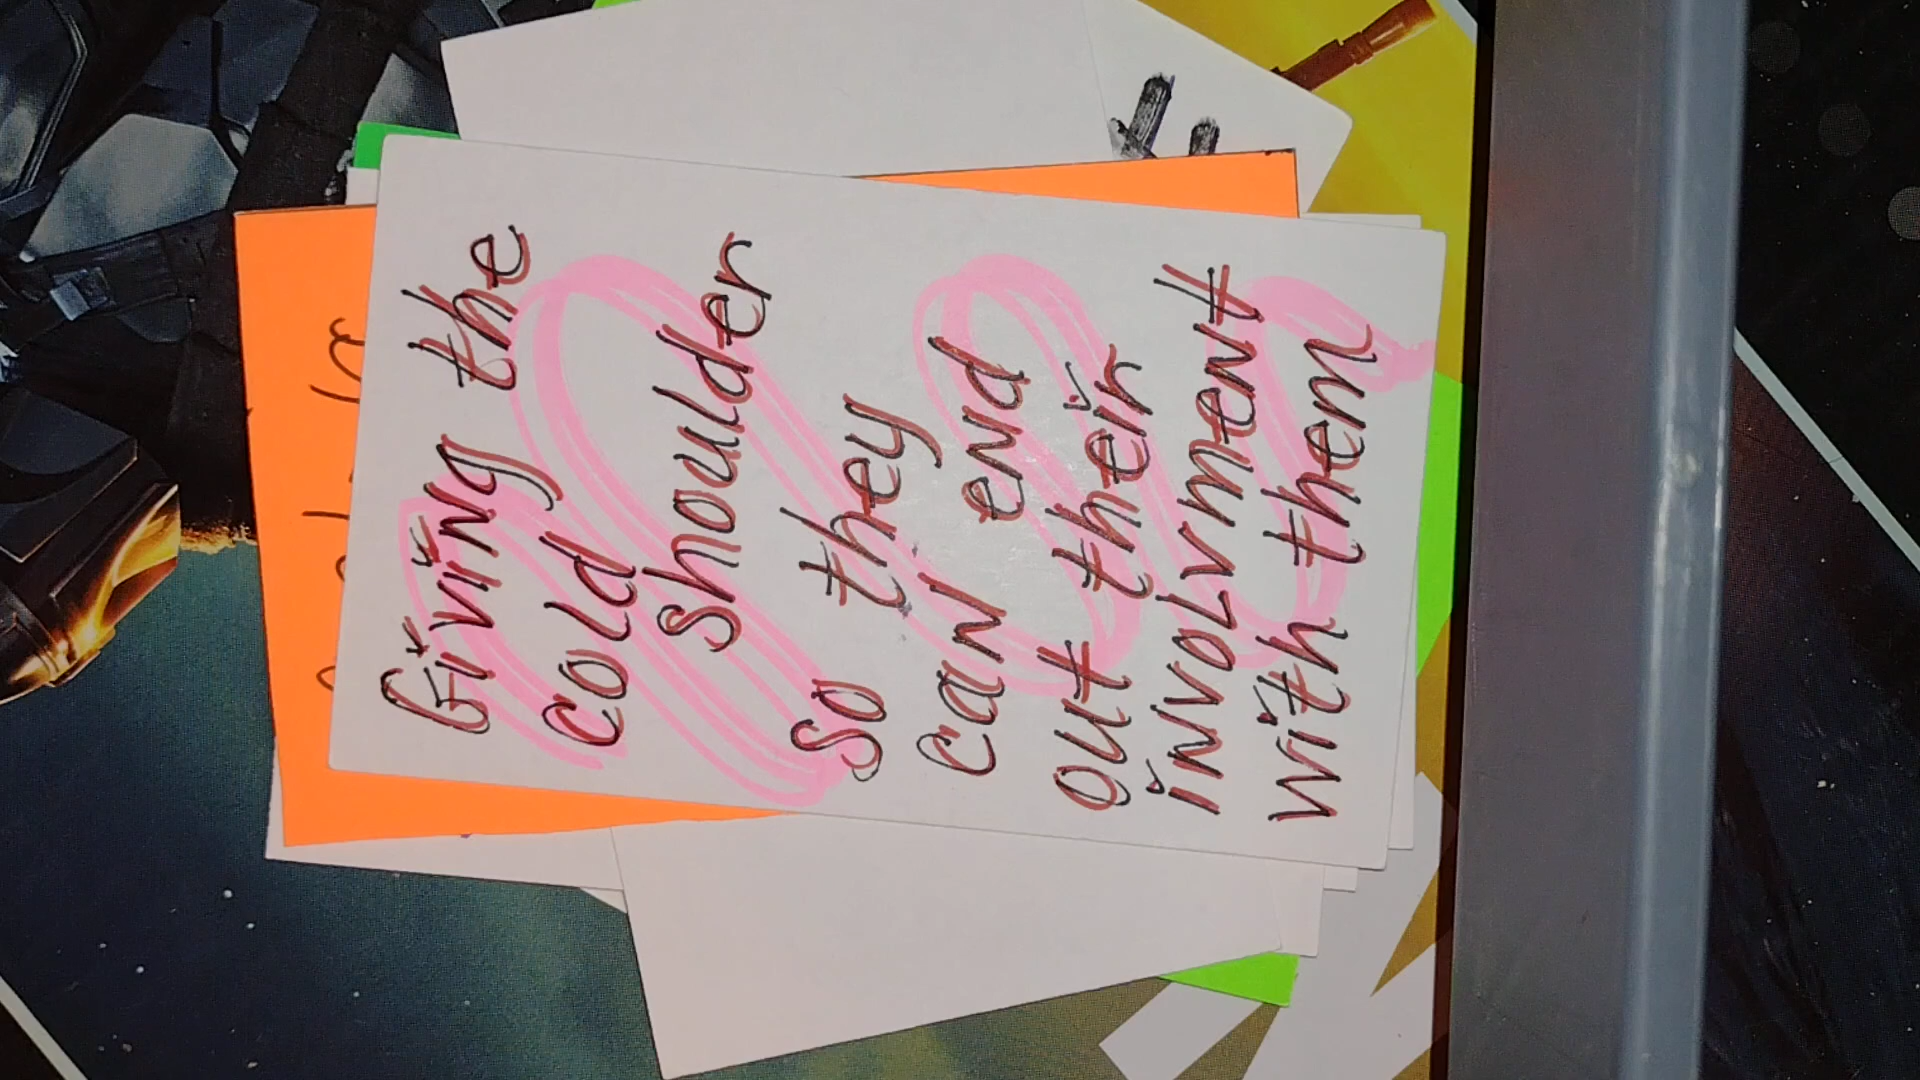 Giving the
cold
shoulder
so they
can end
out their
involvment
with them